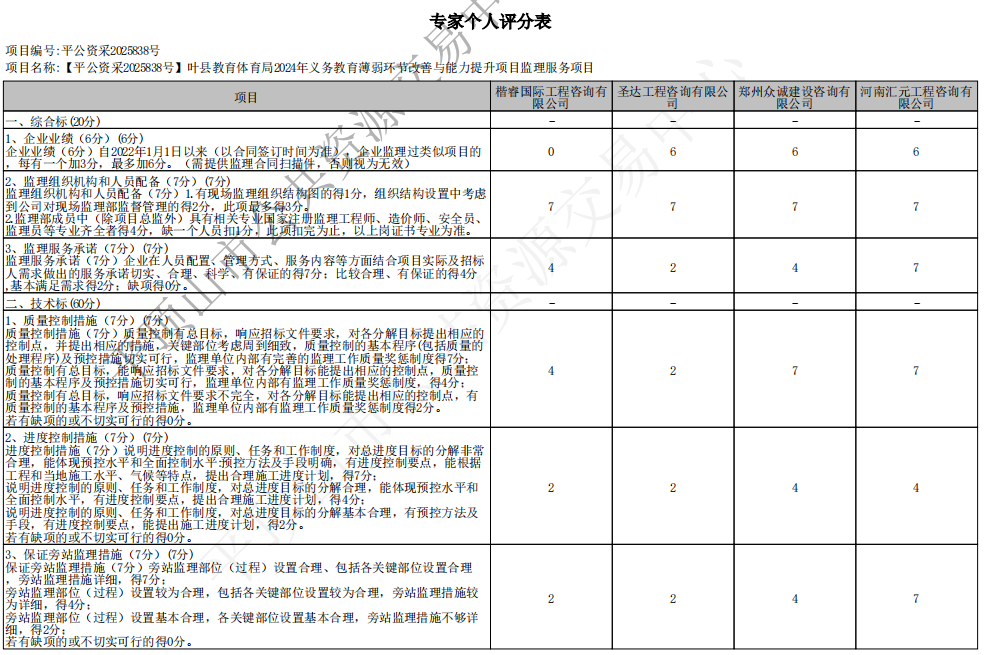 专家个人评分表
项目编号:平公资采2025838号
项目名称:【平公资采2025838号】叶县教育体育局2024年义务教育薄弱环节改善与能力提升项目监理服务项目
项目 楷睿国际工程咨询有限公司 圣达工程咨询有限公司 郑州众诚建设咨询有限公司 河南汇元工程咨询有限公司
一、综合标(20分) - - - -
1、企业业绩（6分）(6分)
企业业绩（6分）自2022年1月1日以来（以合同签订时间为准），企业监理过类似项目的
，每有一个加3分，最多加6分。（需提供监理合同扫描件，否则视为无效）
0 6 6 6
2、监理组织机构和人员配备（7分）(7分)
监理组织机构和人员配备（7分）1.有现场监理组织结构图的得1分，组织结构设置中考虑
到公司对现场监理部监督管理的得2分，此项最多得3分。
2.监理部成员中（除项目总监外）具有相关专业国家注册监理工程师、造价师、安全员、
监理员等专业齐全者得4分，缺一个人员扣1分，此项扣完为止，以上岗证书专业为准。
7 7 7 7
3、监理服务承诺（7分）(7分)
监理服务承诺（7分）企业在人员配置、管理方式、服务内容等方面结合项目实际及招标
人需求做出的服务承诺切实、合理、科学、有保证的得7分；比较合理、有保证的得4分
,基本满足需求得2分；缺项得0分。
4 2 4 7
二、技术标(60分) - - - -
1、质量控制措施（7分）(7分)
质量控制措施（7分）质量控制有总目标，响应招标文件要求，对各分解目标提出相应的
控制点，并提出相应的措施，关键部位考虑周到细致，质量控制的基本程序(包括质量的
处理程序)及预控措施切实可行，监理单位内部有完善的监理工作质量奖惩制度得7分；
质量控制有总目标，能响应招标文件要求，对各分解目标能提出相应的控制点，质量控
制的基本程序及预控措施切实可行，监理单位内部有监理工作质量奖惩制度，得4分；
质量控制有总目标，响应招标文件要求不完全，对各分解目标能提出相应的控制点，有
质量控制的基本程序及预控措施，监理单位内部有监理工作质量奖惩制度得2分。
若有缺项的或不切实可行的得0分。
4 2 7 7
2、进度控制措施（7分）(7分)
进度控制措施（7分）说明进度控制的原则、任务和工作制度，对总进度目标的分解非常
合理，能体现预控水平和全面控制水平;预控方法及手段明确，有进度控制要点，能根据
工程和当地施工水平、气候等特点，提出合理施工进度计划，得7分；
说明进度控制的原则、任务和工作制度，对总进度目标的分解合理，能体现预控水平和
全面控制水平，有进度控制要点，提出合理施工进度计划，得4分；
说明进度控制的原则、任务和工作制度，对总进度目标的分解基本合理，有预控方法及
手段，有进度控制要点，能提出施工进度计划，得2分。
若有缺项的或不切实可行的得0分。
2 2 4 4
3、保证旁站监理措施（7分）(7分)
保证旁站监理措施（7分）旁站监理部位（过程）设置合理、包括各关键部位设置合理
，旁站监理措施详细，得7分；
旁站监理部位（过程）设置较为合理，包括各关键部位设置较为合理，旁站监理措施较
为详细，得4分；
旁站监理部位（过程）设置基本合理，各关键部位设置基本合理，旁站监理措施不够详
细，得2分；
若有缺项的或不切实可行的得0分。
2 2 4 7
平顶山市公共资源交易中心